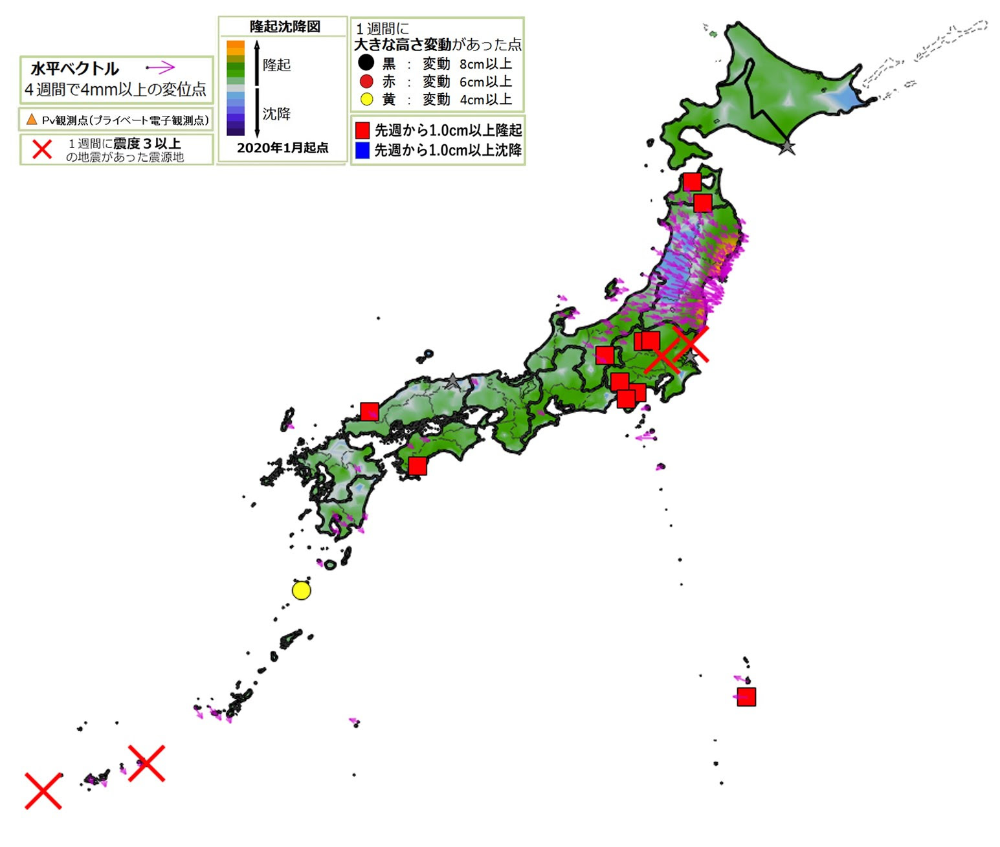 水平ベクトル
４週間で4mm以上の変位点
Pv観測点(プライベート電子観測点)
１週間に震度３以上
の地震があった震源地
隆起沈降図
隆起
沈降
2020年1月起点
１週間に
大きな高さ変動があった点
黒 ： 変動 8cm以上
赤 ： 変動 6cm以上
黄 ： 変動 4cm以上
先週から1.0cm以上隆起
先週から1.0cm以上沈降